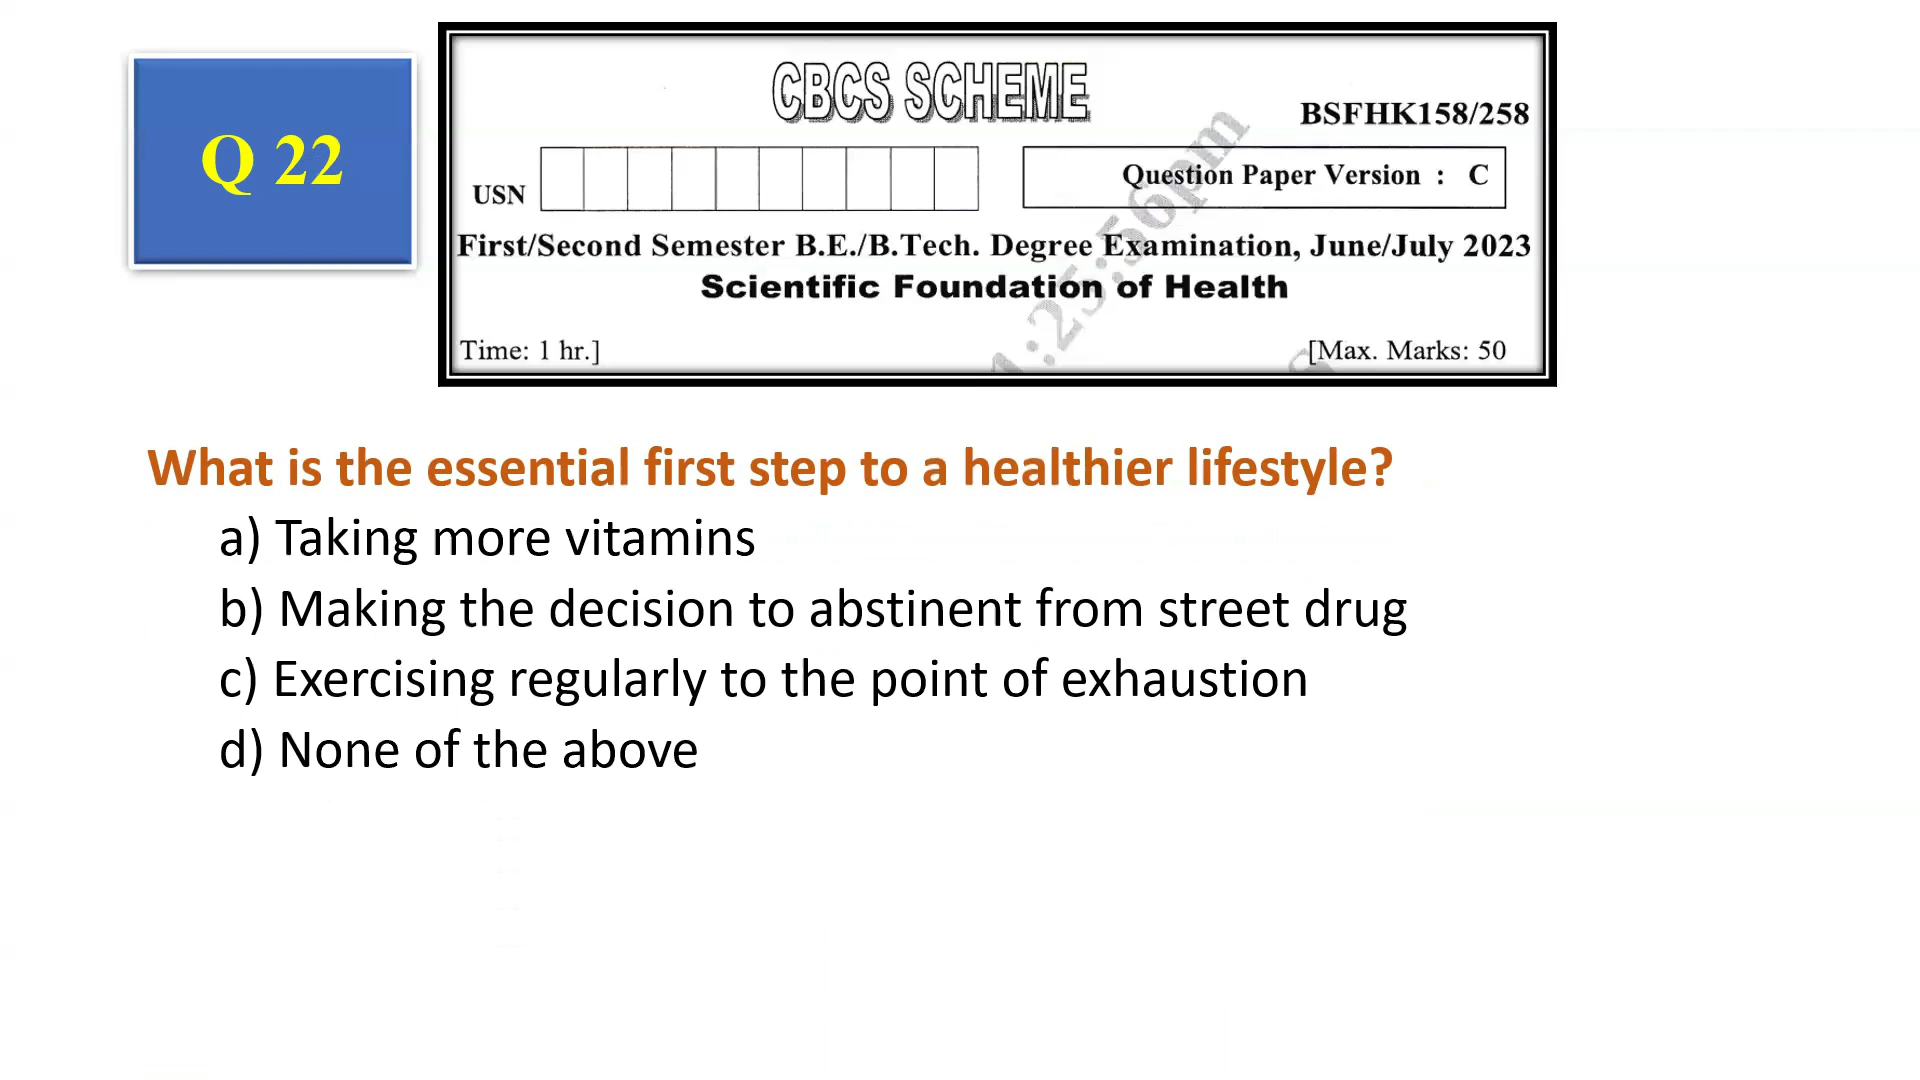 Q 22
CBCS SCHEME
BSFHK158/258
USN
Question Paper Version : C
First/Second Semester B.E./B.Tech. Degree Examination, June/July 2023
Scientific Foundation of Health
Time: 1 hr.]
[Max. Marks: 50
What is the essential first step to a healthier lifestyle?
a) Taking more vitamins
b) Making the decision to abstinent from street drug
c) Exercising regularly to the point of exhaustion
d) None of the above